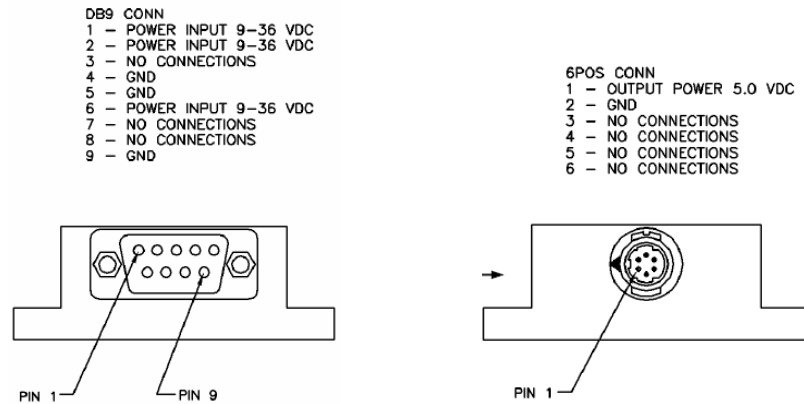 DB9 CONN
1 – POWER INPUT 9–36 VDC
2 – POWER INPUT 9–36 VDC
3 – NO CONNECTIONS
4 – GND
5 – GND
6 – POWER INPUT 9–36 VDC
7 – NO CONNECTIONS
8 – NO CONNECTIONS
9 – GND
6POS CONN
1 – OUTPUT POWER 5.0 VDC
2 – GND
3 – NO CONNECTIONS
4 – NO CONNECTIONS
5 – NO CONNECTIONS
6 – NO CONNECTIONS
PIN 1
PIN 9
PIN 1